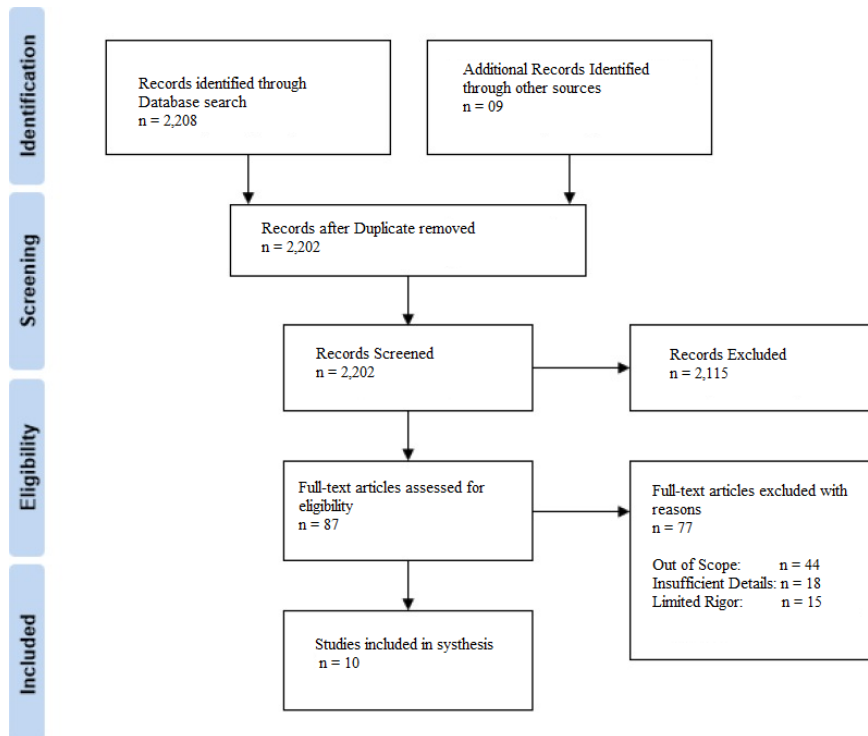 Identification
Records identified through
Database search
n = 2,208
Additional Records Identified
through other sources
n = 09
Screening
Records after Duplicate removed
n = 2,202
Records Screened
n = 2,202
Records Excluded
n = 2,115
Eligibility
Full-text articles assessed for
eligibility
n = 87
Full-text articles excluded with
reasons
n = 77
Out of Scope: n = 44
Insufficient Details: n = 18
Limited Rigor: n = 15
Included
Studies included in systhesis
n = 10